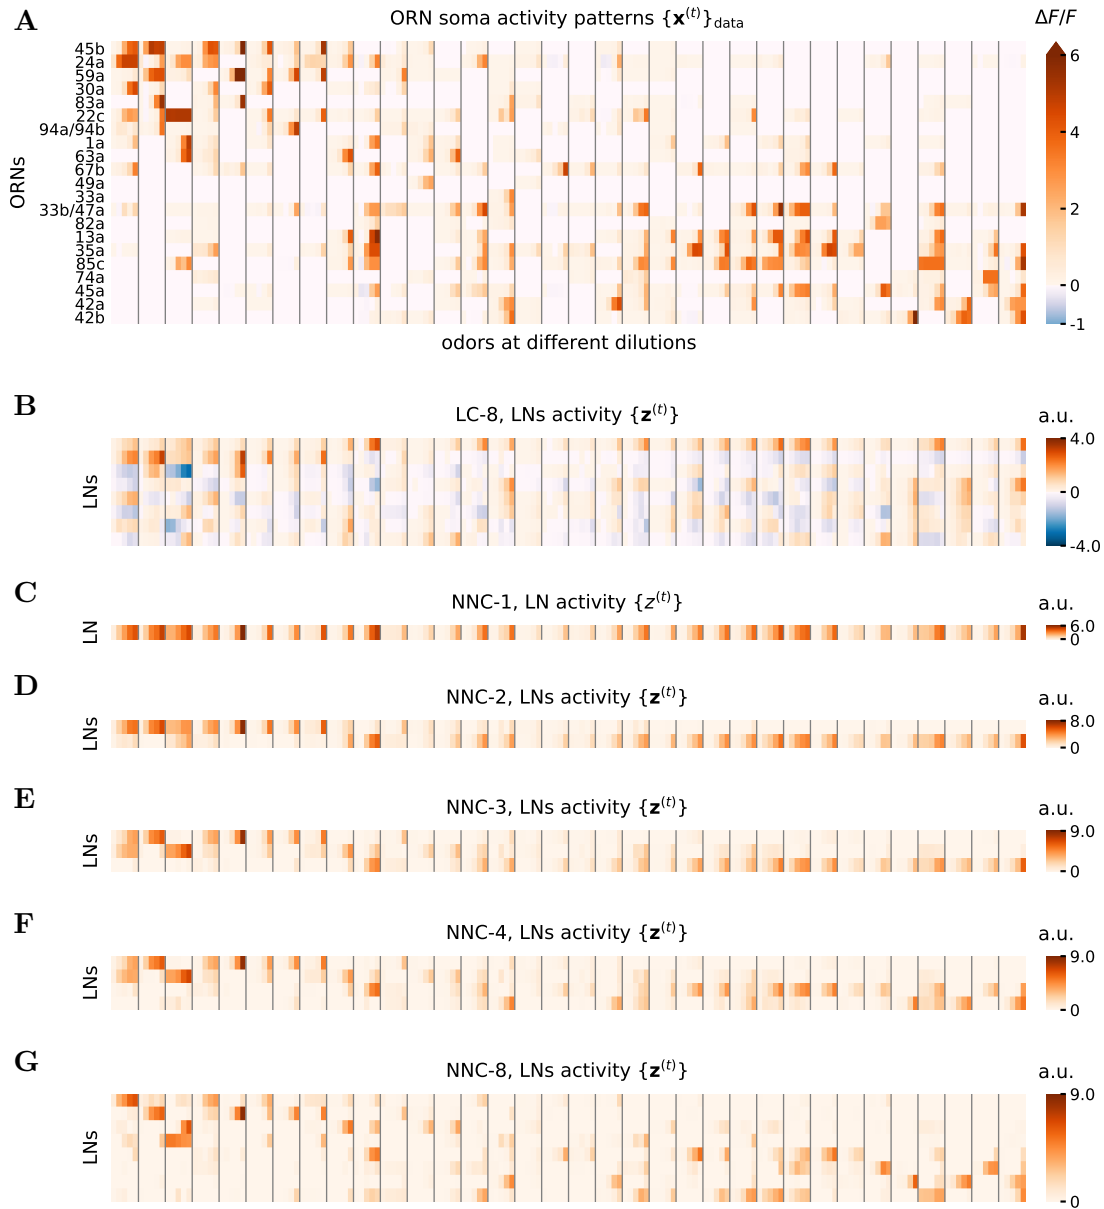 A
ORN soma activity patterns {x^(t)}_data
ΔF/F
ORNs
45b
24a
59a
30a
83a
22c
94a/94b
1a
63a
67b
49a
33a
33b/47a
82a
13a
35a
85c
74a
45a
42a
42b
6
4
2
0
-1
odors at different dilutions
B
LC-8, LNs activity {z^(t)}
a.u.
LNs
4.0
0
-4.0
C
NNC-1, LN activity {z^(t)}
a.u.
LN
6.0
0
D
NNC-2, LNs activity {z^(t)}
a.u.
LNs
8.0
0
E
NNC-3, LNs activity {z^(t)}
a.u.
LNs
9.0
0
F
NNC-4, LNs activity {z^(t)}
a.u.
LNs
9.0
0
G
NNC-8, LNs activity {z^(t)}
a.u.
LNs
9.0
0